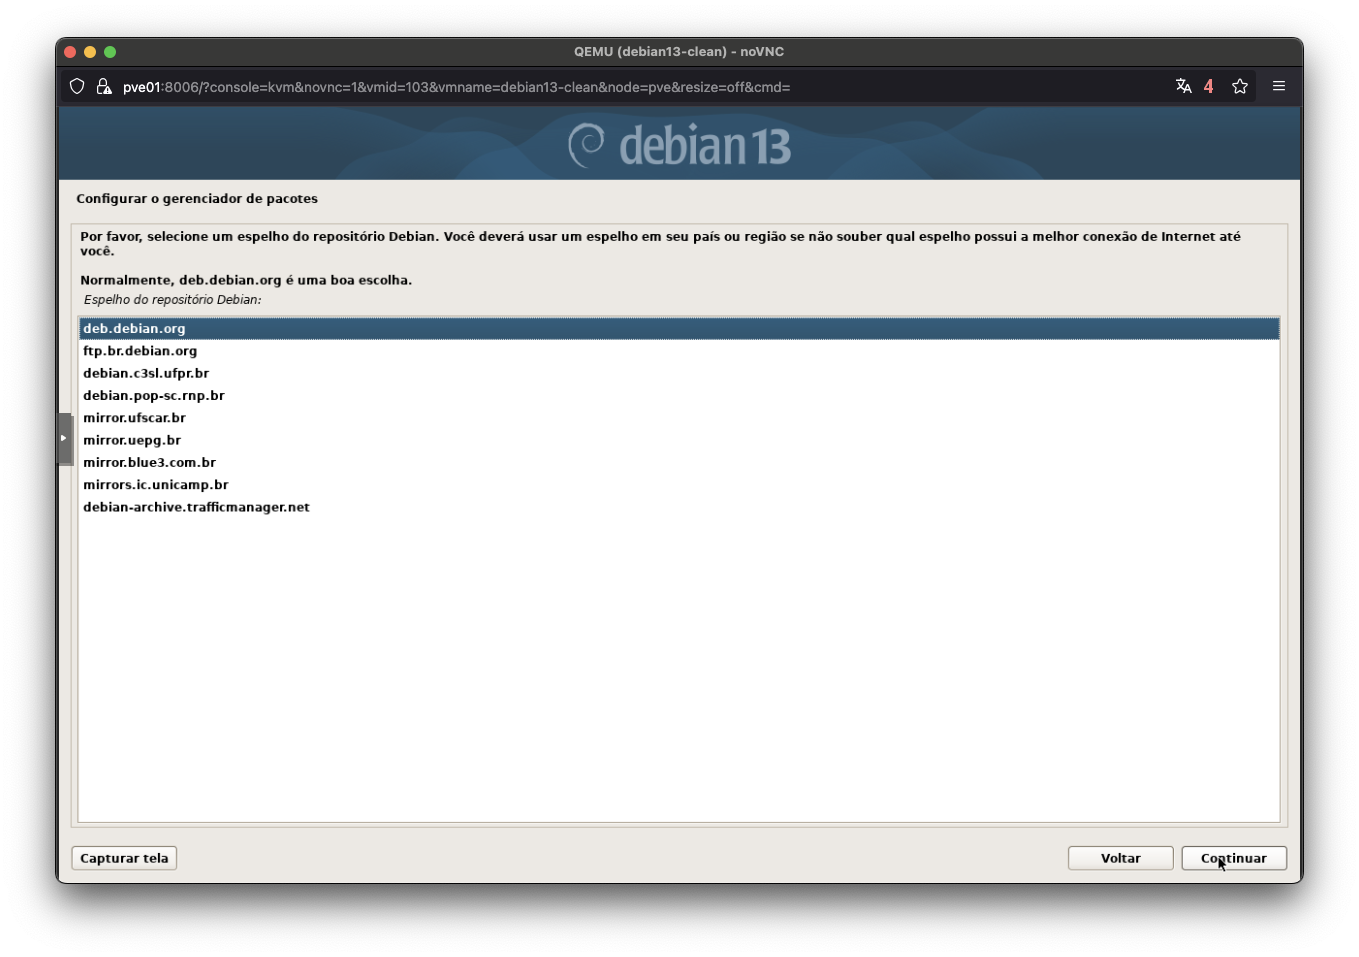 QEMU (debian13-clean) - noVNC
pve01:8006/?console=kvm&novnc=1&vmid=103&vmname=debian13-clean&node=pve&resize=off&cmd=
4
debian 13
Configurar o gerenciador de pacotes
Por favor, selecione um espelho do repositório Debian. Você deverá usar um espelho em seu país ou região se não souber qual espelho possui a melhor conexão de Internet até
você.
Normalmente, deb.debian.org é uma boa escolha.
Espelho do repositório Debian:
deb.debian.org
ftp.br.debian.org
debian.c3sl.ufpr.br
debian.pop-sc.rnp.br
mirror.ufscar.br
mirror.uepg.br
mirror.blue3.com.br
mirrors.ic.unicamp.br
debian-archive.trafficmanager.net
Capturar tela
Voltar
Continuar